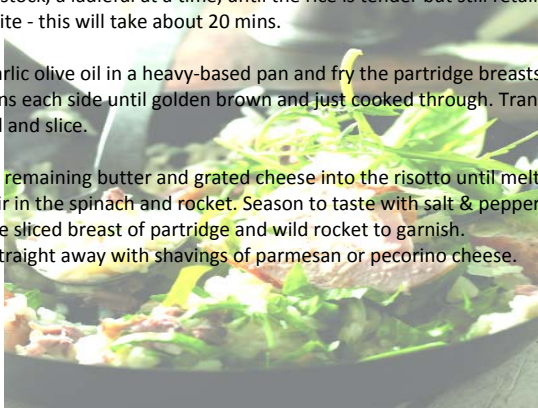 stock, a ladleful at a time, until the rice is tender but still retai
ite - this will take about 20 mins.
arlic olive oil in a heavy-based pan and fry the partridge breasts
ns each side until golden brown and just cooked through. Tran
l and slice.
remaining butter and grated cheese into the risotto until melt
ir in the spinach and rocket. Season to taste with salt & pepper
e sliced breast of partridge and wild rocket to garnish.
traight away with shavings of parmesan or pecorino cheese.